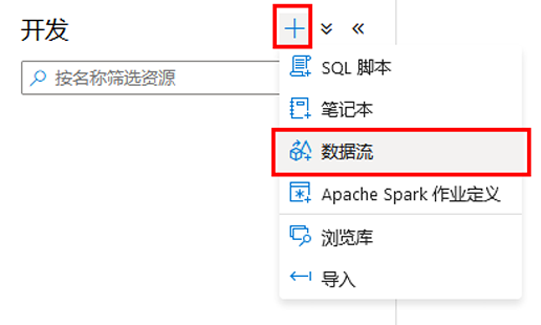 开发
按名称筛选资源
SQL 脚本
笔记本
数据流
Apache Spark 作业定义
浏览库
导入